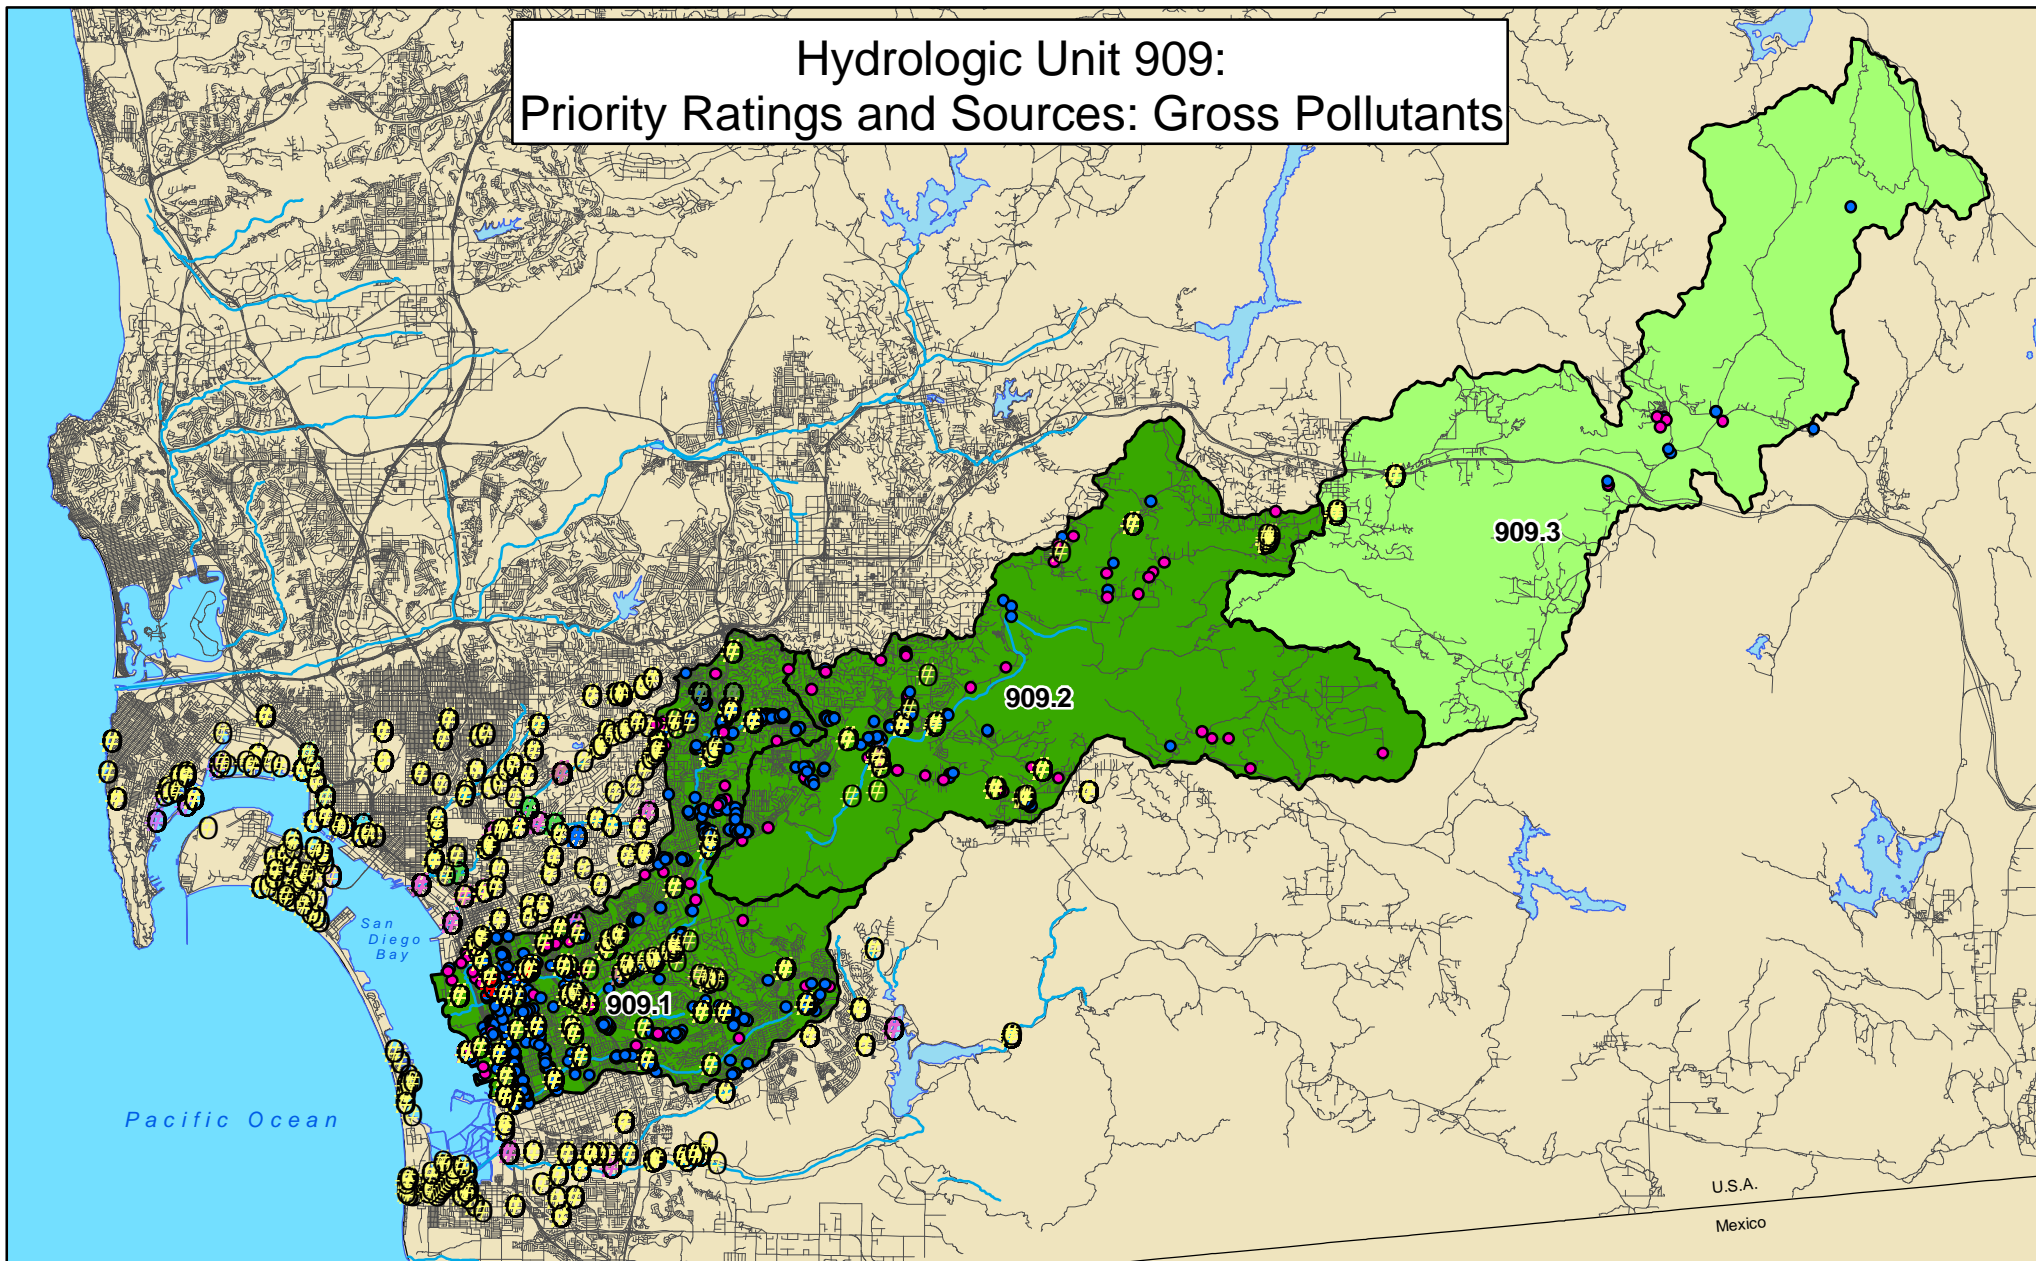 Hydrologic Unit 909:
Priority Ratings and Sources: Gross Pollutants
909.3
909.2
San
Diego
Bay
909.1
Pacific Ocean
U.S.A.
Mexico